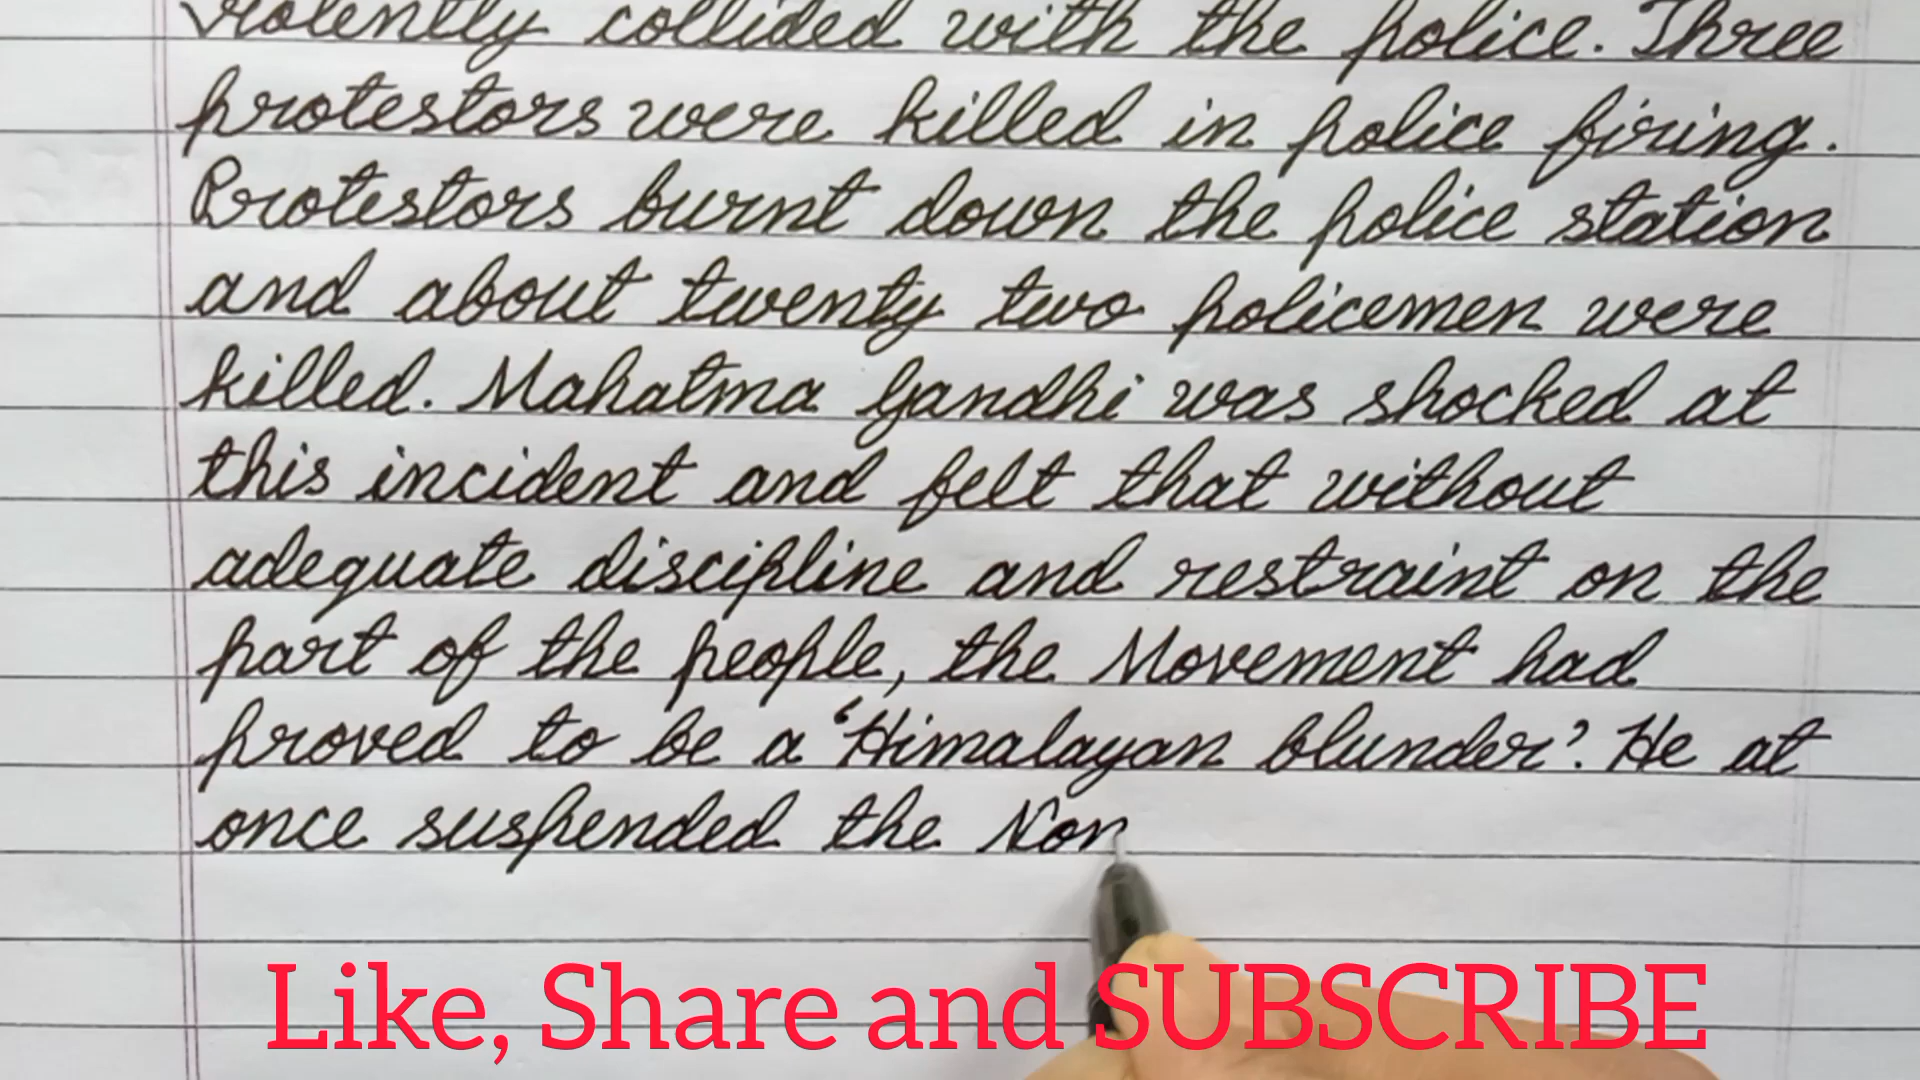 violently collided with the police. Three
protestors were killed in police firing.
Protestors burnt down the police station
and about twenty two policemen were
killed. Mahatma Gandhi was shocked at
this incident and felt that without
adequate discipline and restraint on the
part of the people, the Movement had
proved to be a 'Himalayan blunder'. He at
once suspended the Non
Like, Share and SUBSCRIBE